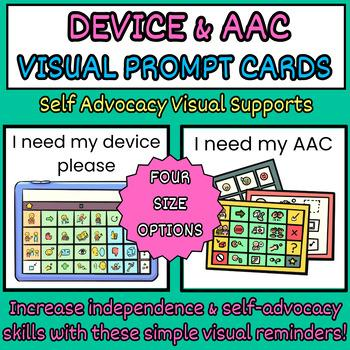 DEVICE & AAC
VISUAL PROMPT CARDS
Self Advocacy Visual Supports
I need my device
please
I need my AAC
FOUR
SIZE
OPTIONS
Increase independence & self-advocacy
skills with these simple visual reminders!